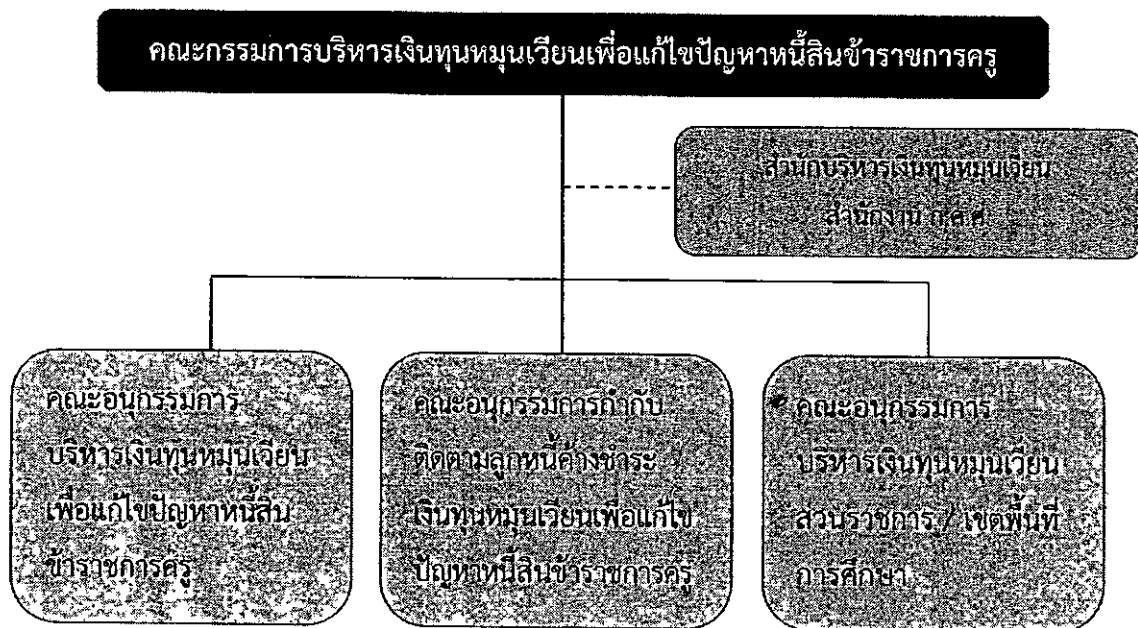 คณะกรรมการบริหารเงินทุนหมุนเวียนเพื่อแก้ไขปัญหาหนี้สินข้าราชการครู
สำนักบริหารเงินทุนหมุนเวียน
สำนักงาน ก.ค.ศ.
คณะอนุกรรมการ
บริหารเงินทุนหมุนเวียน
เพื่อแก้ไขปัญหาหนี้สิน
ข้าราชการครู
คณะอนุกรรมการกำกับ
ติดตามลูกหนี้ค้างชำระ
เงินทุนหมุนเวียนเพื่อแก้ไข
ปัญหาหนี้สินข้าราชการครู
คณะอนุกรรมการ
บริหารเงินทุนหมุนเวียน
ส่วนราชการ / เขตพื้นที่
การศึกษา